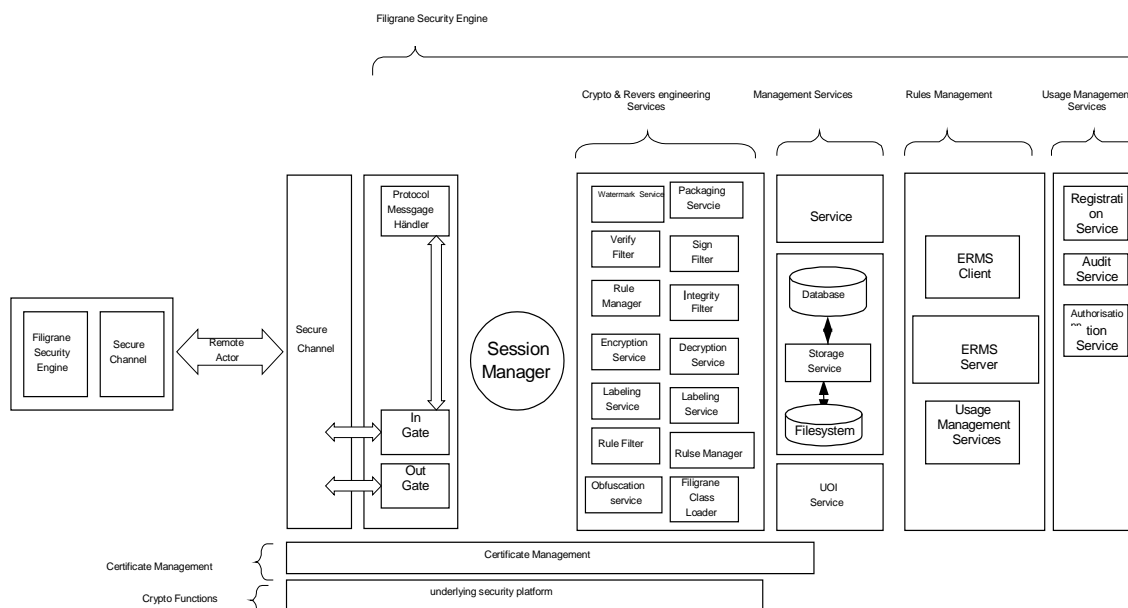 Filigrane Security Engine
Crypto & Revers engineering
Services
Management Services
Rules Management
Usage Managemen
Services
Filigrane
Security
Engine
Secure
Channel
Remote
Actor
Secure
Channel
Protocol
Messgage
Händler
In
Gate
Out
Gate
Session
Manager
Watermark Service
Packaging
Servcie
Verify
Filter
Sign
Filter
Rule
Manager
Integrity
Filter
Encryption
Service
Decryption
Service
Labeling
Service
Labeling
Service
Rule Filter
Rulse Manager
Obfuscation
service
Filigrane
Class
Loader
Service
Database
Storage
Service
Filesystem
UOI
Service
ERMS
Client
ERMS
Server
Usage
Management
Services
Registrati
on
Service
Audit
Service
Authorisatio
tion
Service
Certificate Management
Certificate Management
Crypto Functions
underlying security platform